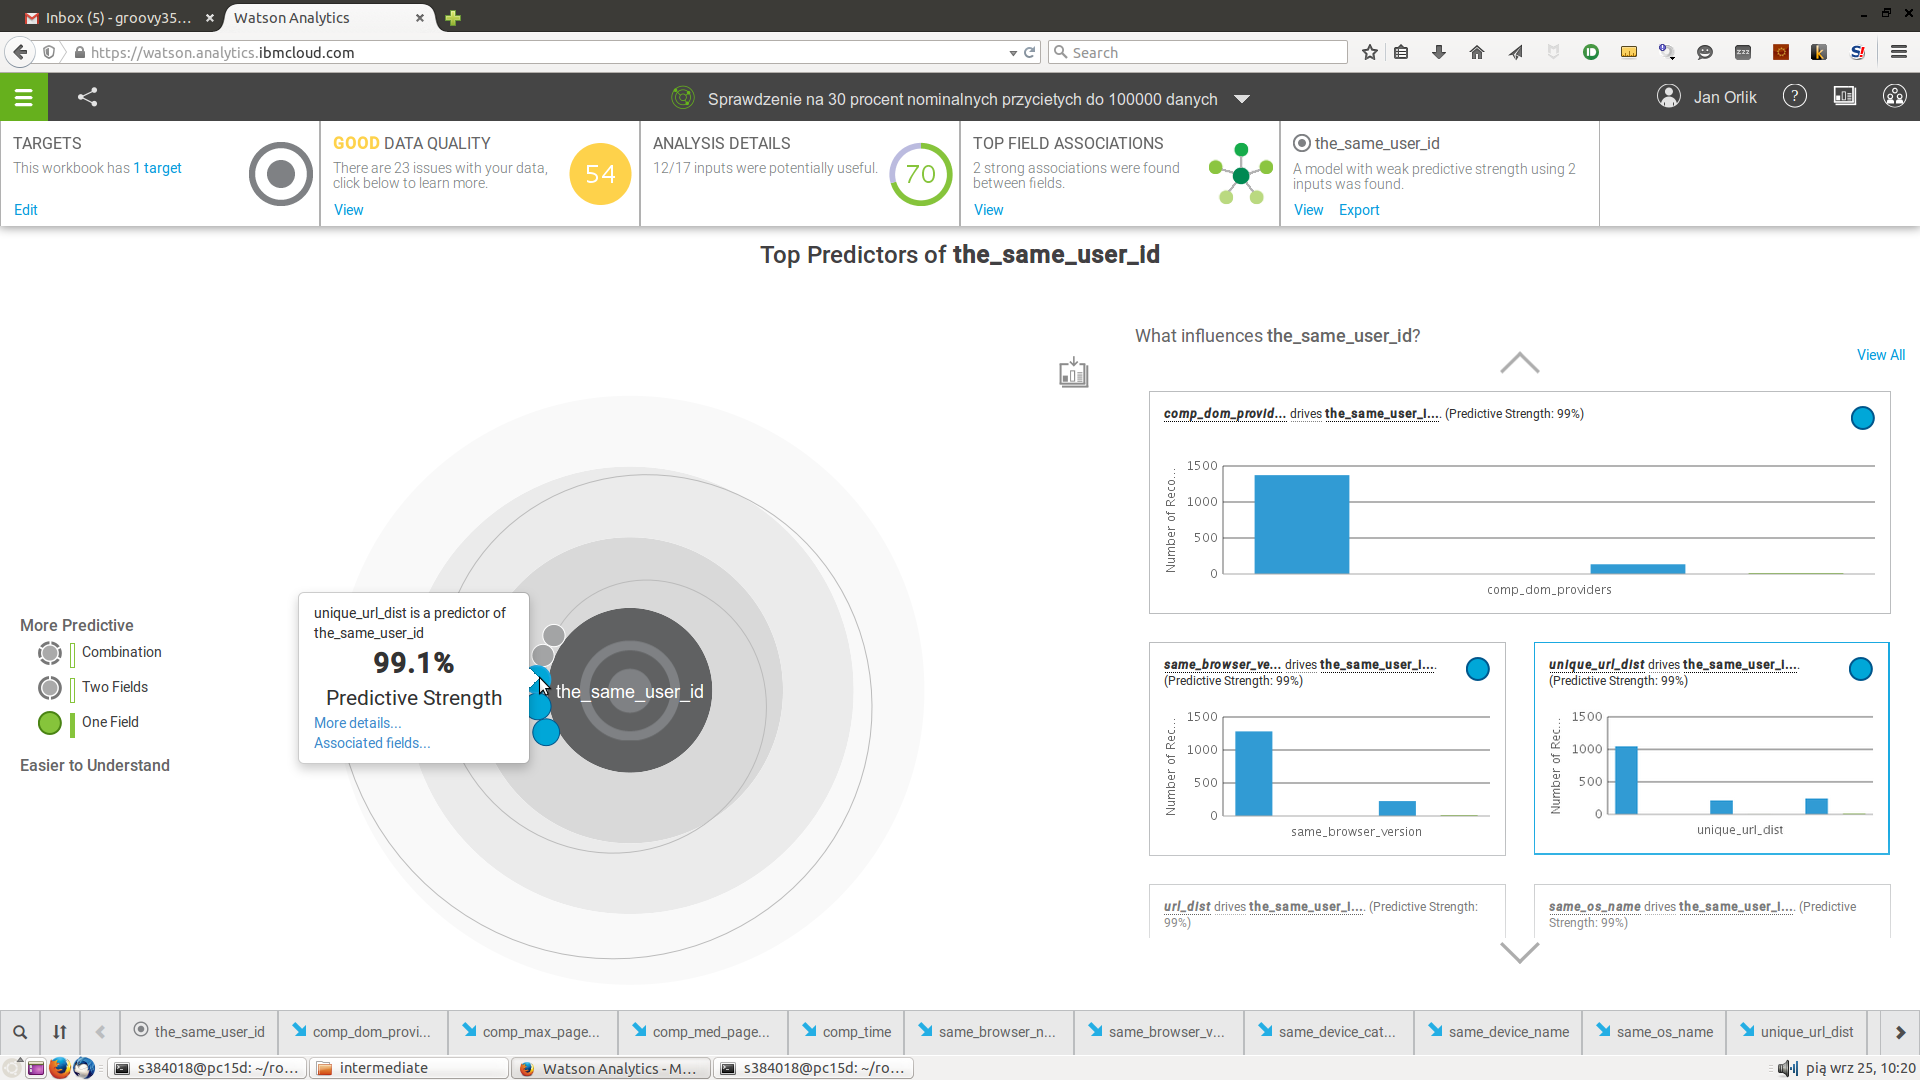 Inbox (5) - groovy35...
Watson Analytics
https://watson.analytics.ibmcloud.com
Search
Sprawdzenie na 30 procent nominalnych przycietych do 100000 danych
Jan Orlik
TARGETS
This workbook has 1 target
Edit
GOOD DATA QUALITY
There are 23 issues with your data,
click below to learn more.
54
View
ANALYSIS DETAILS
12/17 inputs were potentially useful.
70
TOP FIELD ASSOCIATIONS
2 strong associations were found
between fields.
View
the_same_user_id
A model with weak predictive strength using 2
inputs was found.
View Export
Top Predictors of the_same_user_id
What influences the_same_user_id?
View All
More Predictive
Combination
Two Fields
One Field
Easier to Understand
unique_url_dist is a predictor of
the_same_user_id
99.1%
Predictive Strength
More details...
Associated fields...
the_same_user_id
comp_dom_provid... drives the_same_user_i.... (Predictive Strength: 99%)
Number of Reco...
1500
1000
500
0
comp_dom_providers
same_browser_ve... drives the_same_user_i....
(Predictive Strength: 99%)
Number of Rec...
1500
1000
500
0
same_browser_version
unique_url_dist drives the_same_user_i....
(Predictive Strength: 99%)
Number of Rec...
1500
1000
500
0
unique_url_dist
url_dist drives the_same_user_i.... (Predictive Strength:
99%)
same_os_name drives the_same_user_i.... (Predictive
Strength: 99%)
the_same_user_id
comp_dom_provi...
comp_max_page...
comp_med_page...
comp_time
same_browser_n...
same_browser_v...
same_device_cat...
same_device_name
same_os_name
unique_url_dist
s384018@pc15d: ~/ro...
intermediate
Watson Analytics - M...
s384018@pc15d: ~/ro...
pią wrz 25, 10:20